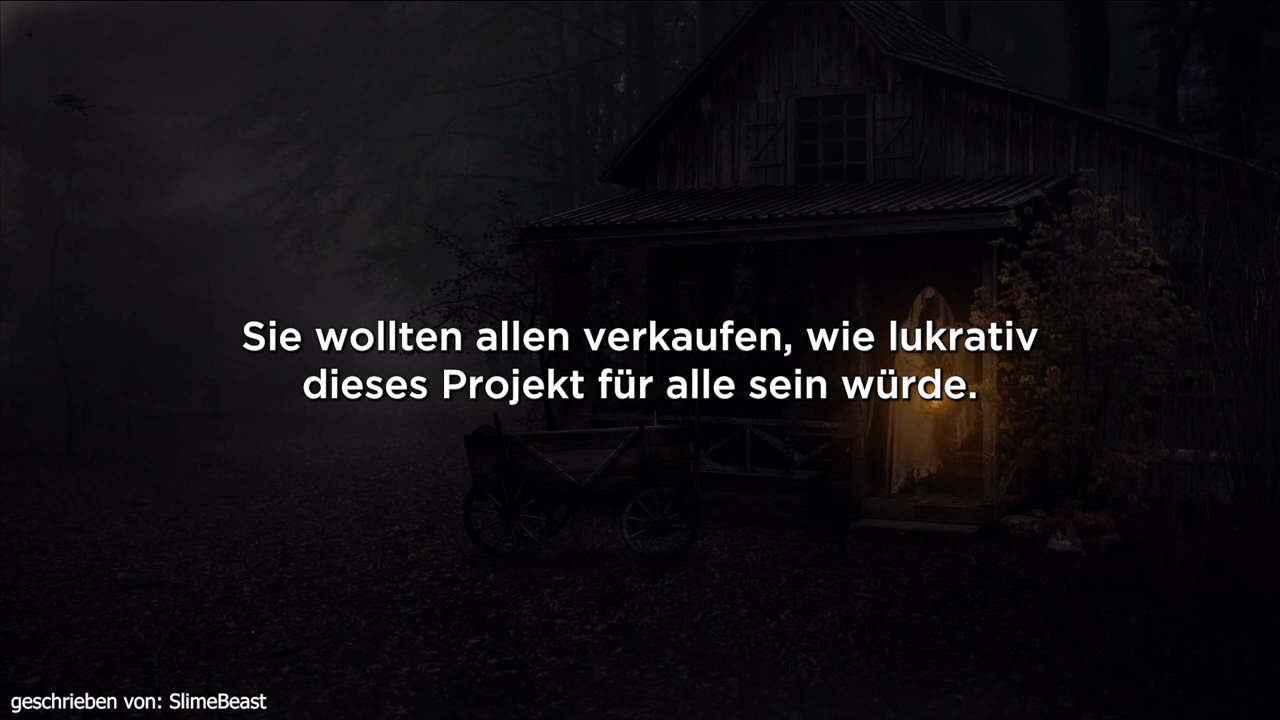 Sie wollten allen verkaufen, wie lukrativ
dieses Projekt für alle sein würde.
geschrieben von: SlimeBeast